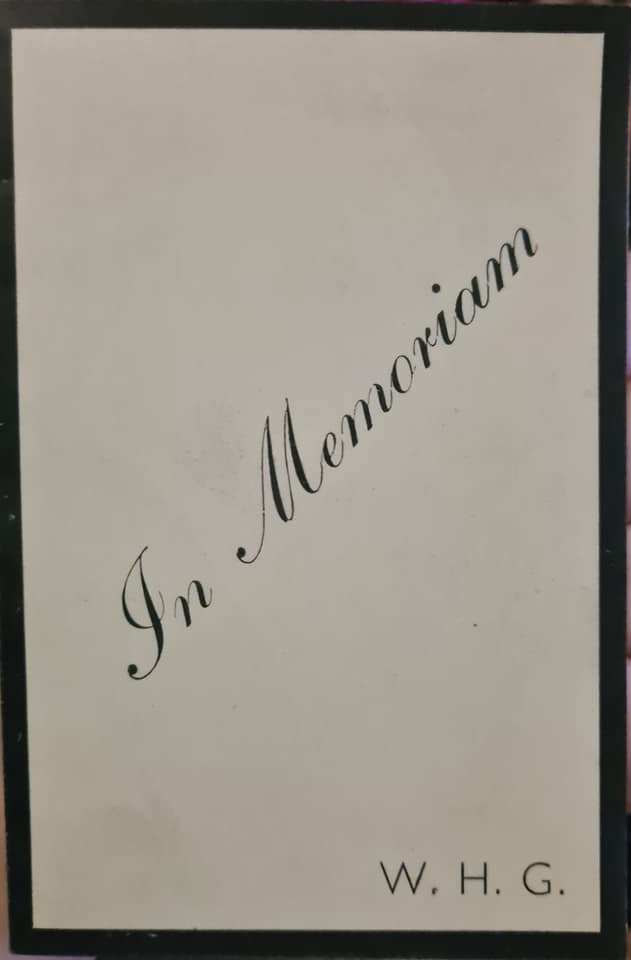 In Memoriam
W. H. G.